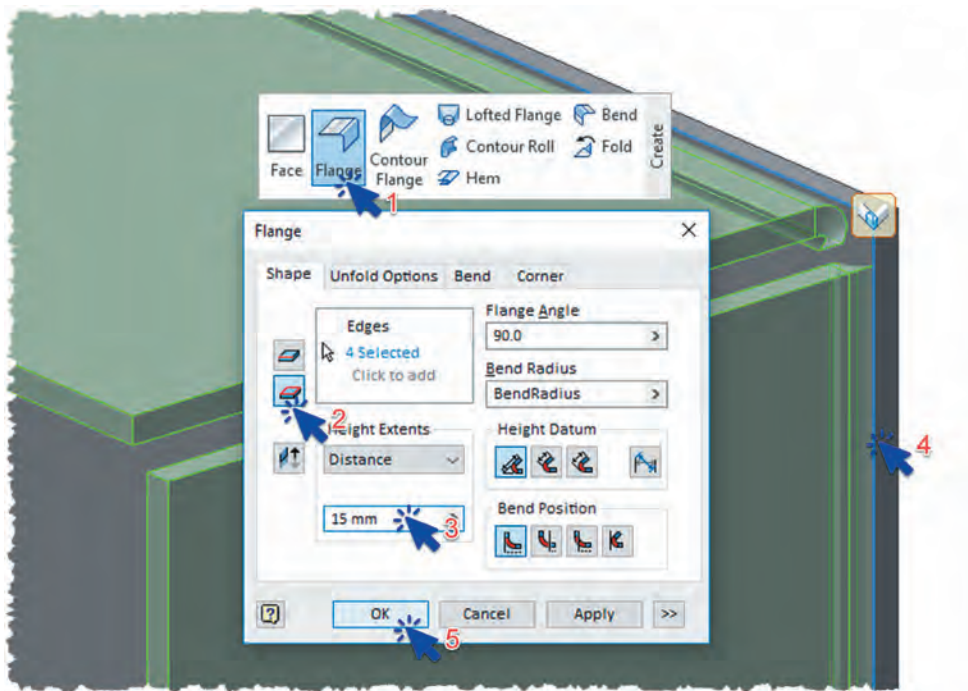 Face
Flange
Contour
Flange
Lofted Flange
Contour Roll
Hem
Bend
Fold
Create
1
Flange
Shape
Unfold Options
Bend
Corner
Edges
4 Selected
Click to add
Flange Angle
90.0
>
Bend Radius
BendRadius
>
2
Height Extents
Distance
15 mm
3
Height Datum
Bend Position
4
OK
Cancel
Apply
>>
5